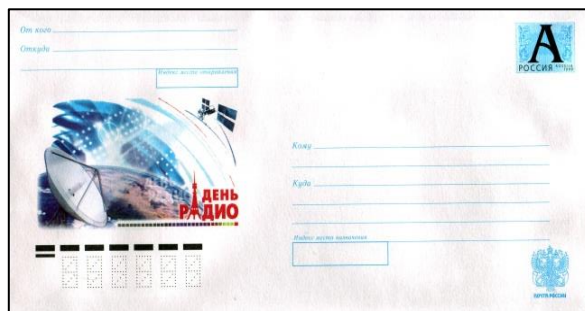 От кого
Откуда
Индекс места отправления
А
РОССИЯ
ДЕНЬ
РАДИО
Кому
Куда
Индекс места назначения
ПОЧТА РОССИИ